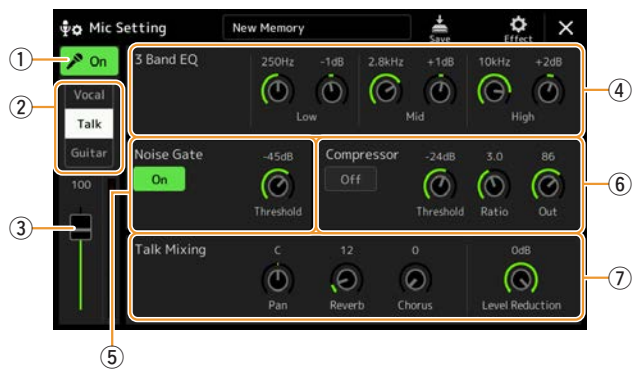 Mic Setting New Memory Save Effect
1 On
2 Vocal
Talk
Guitar
100
3
3 Band EQ
250Hz -1dB 2.8kHz +1dB 10kHz +2dB
Low Mid High
4
Noise Gate
On
-45dB
Threshold
5
Compressor
Off
-24dB 3.0 86
Threshold Ratio Out
6
Talk Mixing
C 12 0 0dB
Pan Reverb Chorus Level Reduction
7